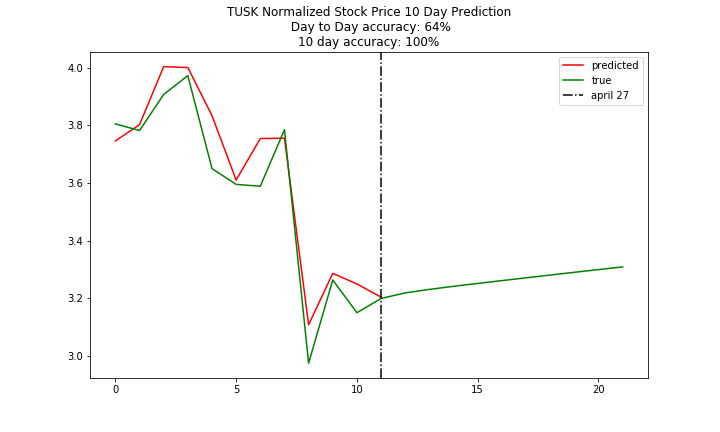 TUSK Normalized Stock Price 10 Day Prediction
Day to Day accuracy: 64%
10 day accuracy: 100%
predicted
true
april 27
4.0
3.8
3.6
3.4
3.2
3.0
0 5 10 15 20